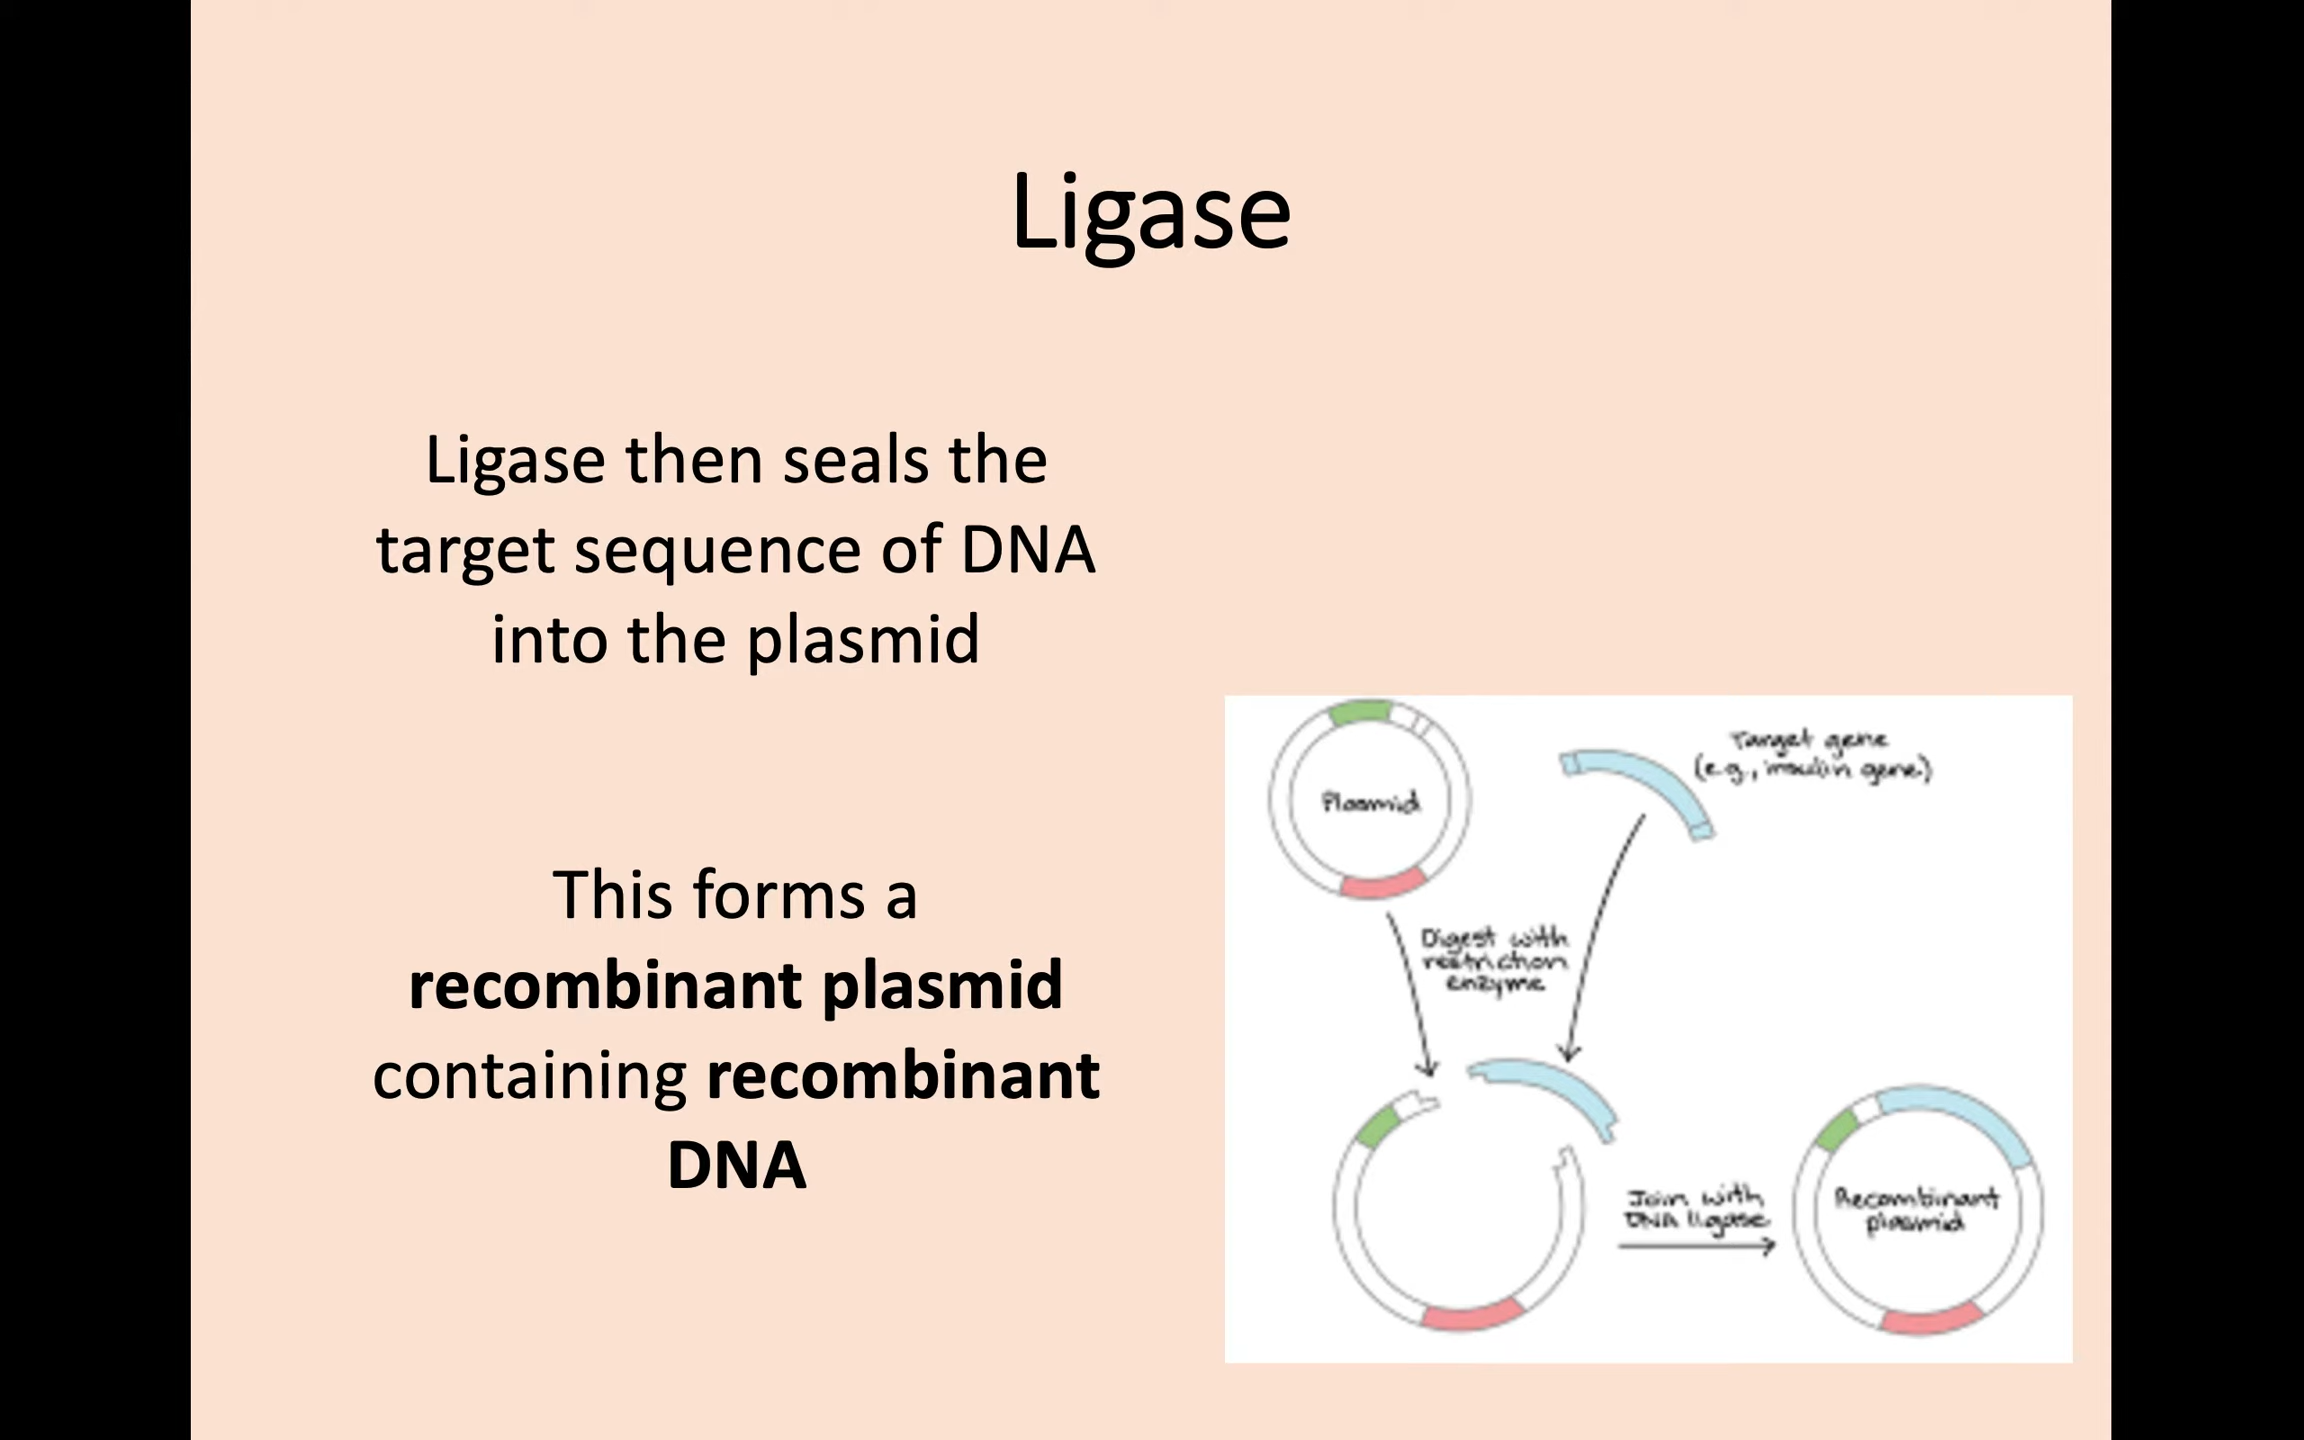 Ligase
Ligase then seals the
target sequence of DNA
into the plasmid
This forms a
recombinant plasmid
containing recombinant
DNA
Plasmid
Target gene
(e.g., insulin gene)
Digest with
restriction
enzyme
Join with
DNA ligase
Recombinant
plasmid